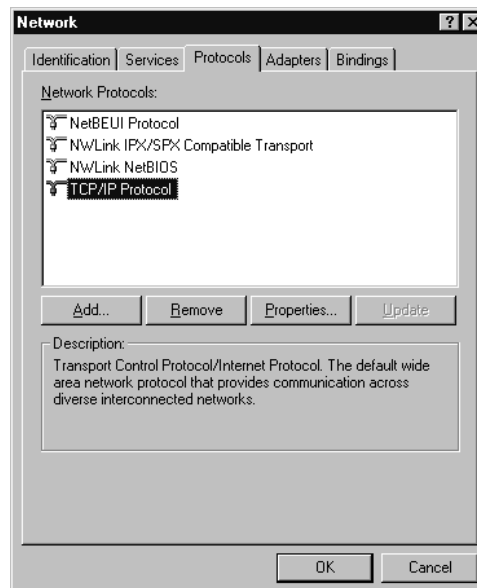 Network
Identification Services Protocols Adapters Bindings
Network Protocols:
NetBEUI Protocol
NWLink IPX/SPX Compatible Transport
NWLink NetBIOS
TCP/IP Protocol
Add... Remove Properties... Update
Description:
Transport Control Protocol/Internet Protocol. The default wide
area network protocol that provides communication across
diverse interconnected networks.
OK Cancel